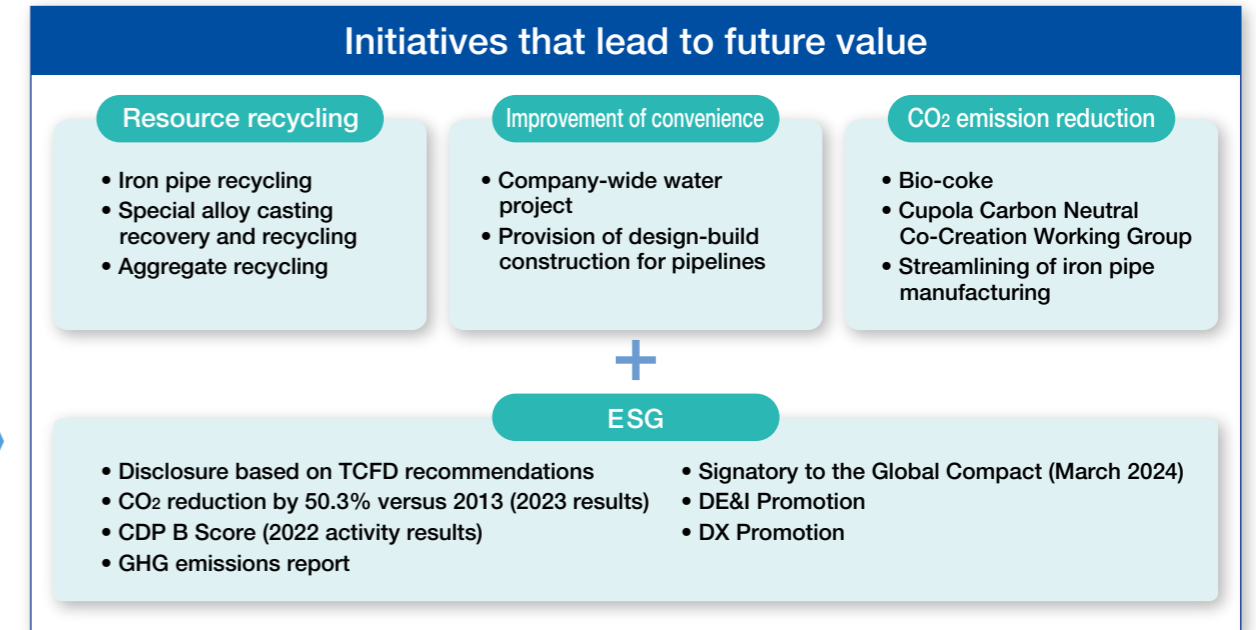 Initiatives that lead to future value
Resource recycling
• Iron pipe recycling
• Special alloy casting
recovery and recycling
• Aggregate recycling
Improvement of convenience
• Company-wide water
project
• Provision of design-build
construction for pipelines
CO2 emission reduction
• Bio-coke
• Cupola Carbon Neutral
Co-Creation Working Group
• Streamlining of iron pipe
manufacturing
+
ESG
• Disclosure based on TCFD recommendations
• CO2 reduction by 50.3% versus 2013 (2023 results)
• CDP B Score (2022 activity results)
• GHG emissions report
• Signatory to the Global Compact (March 2024)
• DE&I Promotion
• DX Promotion